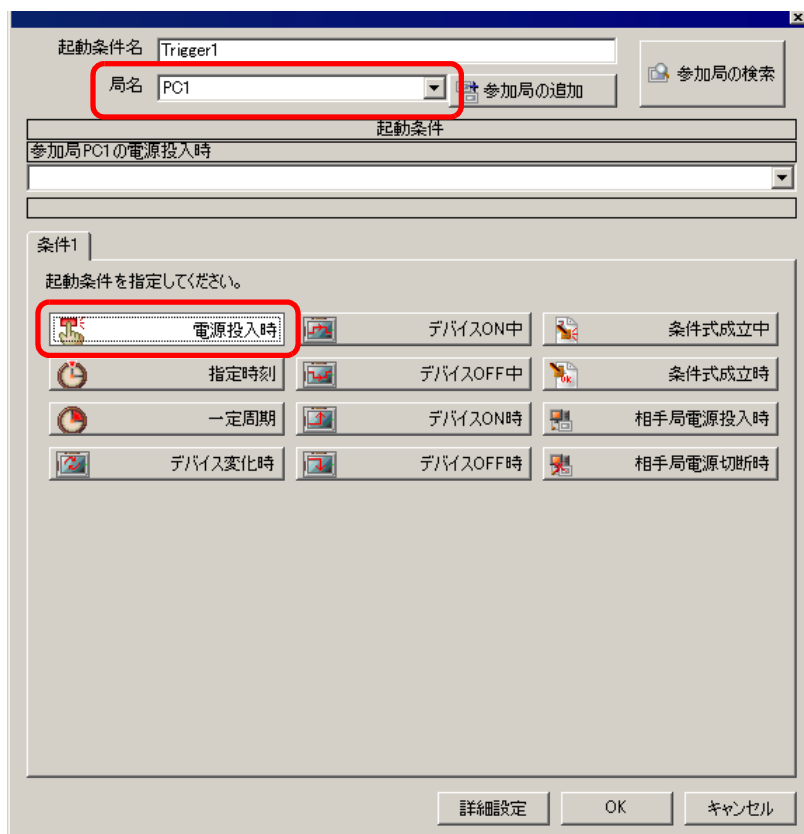 起動条件名 Trigger1
局名 PC1
参加局の追加
参加局の検索
起動条件
参加局PC1の電源投入時
条件1
起動条件を指定してください。
電源投入時 デバイスON中 条件式成立中
指定時刻 デバイスOFF中 条件式成立時
一定周期 デバイスON時 相手局電源投入時
デバイス変化時 デバイスOFF時 相手局電源切断時
詳細設定 OK キャンセル